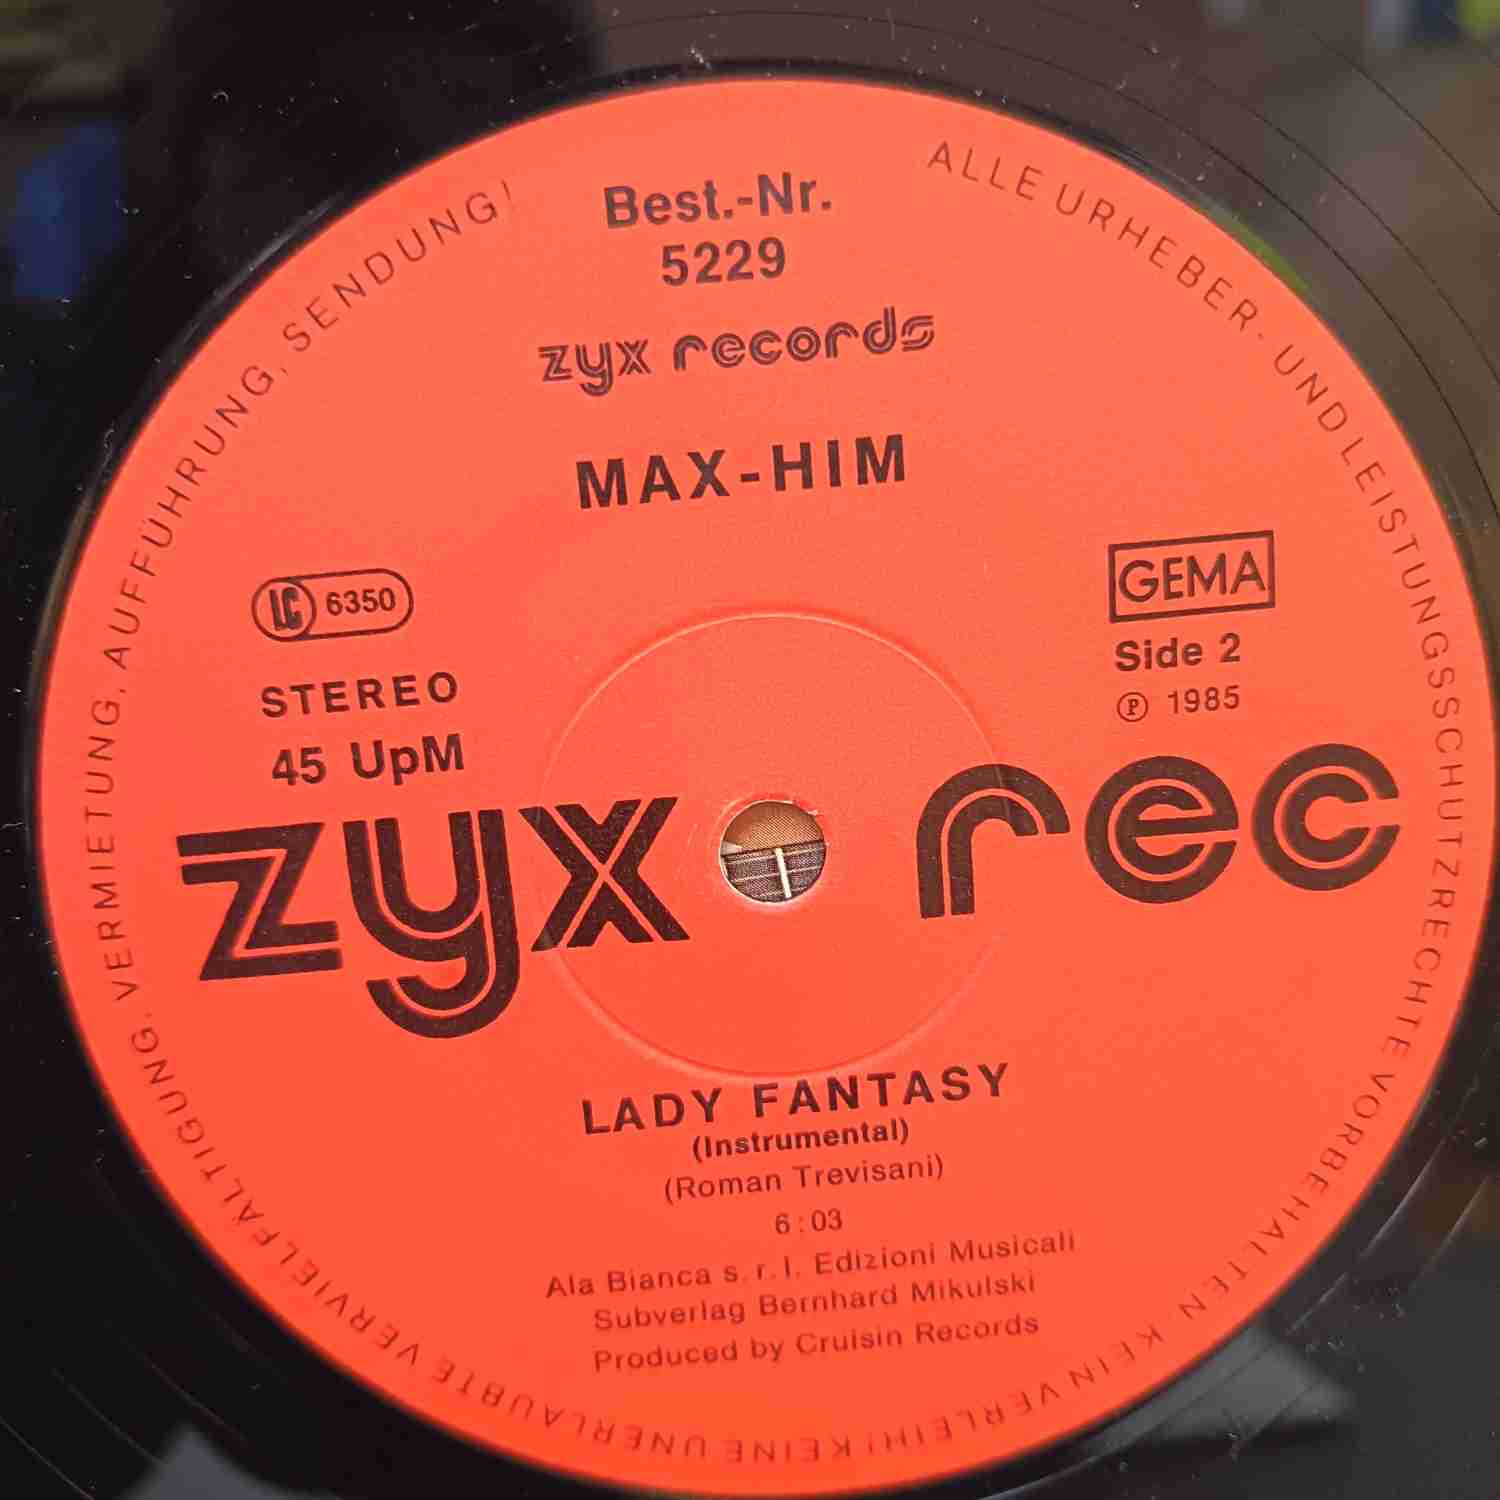 Best.-Nr.
5229
zyx records
MAX-HIM
LC 6350
STEREO
45 UpM
GEMA
Side 2
℗ 1985
zyx rec
LADY FANTASY
(Instrumental)
(Roman Trevisani)
6:03
Ala Bianca s.r.l. Edizioni Musicali
Subverlag Bernhard Mikulski
Produced by Cruisin Records
ALLE URHEBER- UND LEISTUNGSSCHUTZRECHTE VORBEHALTEN. KEIN VERLEIH! KEINE UNERLAUBTE VERVIELFÄLTIGUNG, VERMIETUNG, AUFFÜHRUNG, SENDUNG!